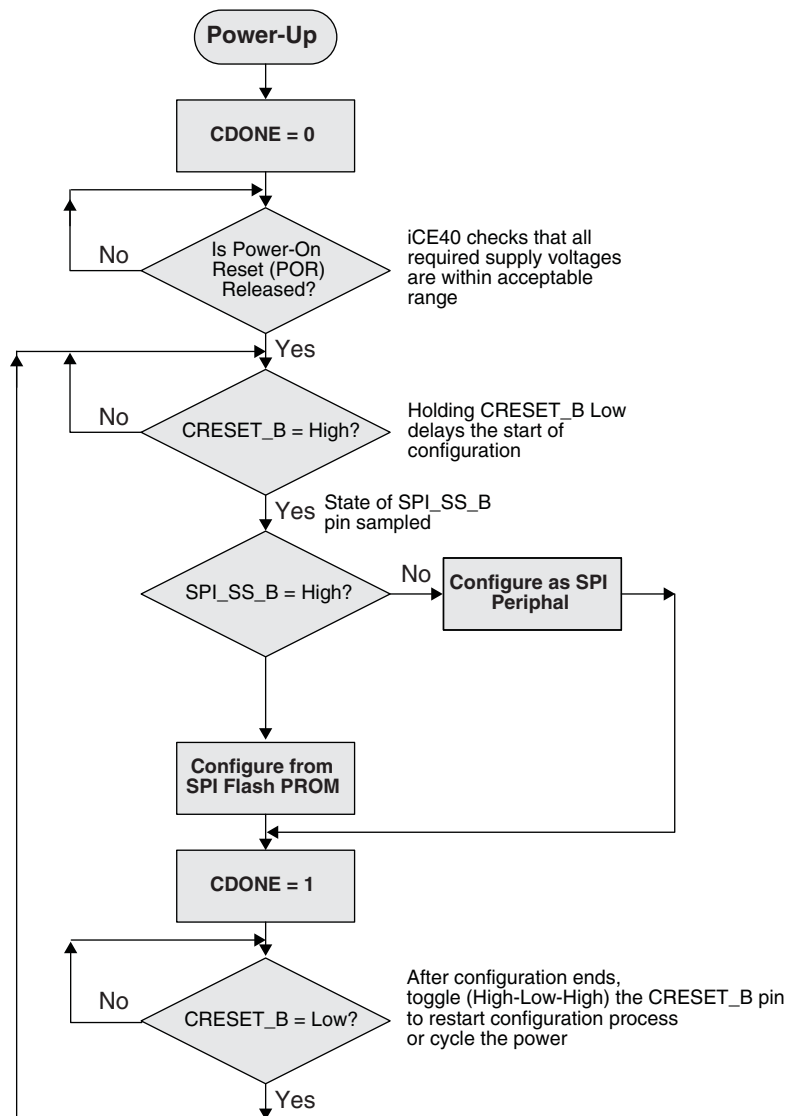 Power-Up
CDONE = 0
No
Is Power-On
Reset (POR)
Released?
iCE40 checks that all
required supply voltages
are within acceptable
range
Yes
No
CRESET_B = High?
Holding CRESET_B Low
delays the start of
configuration
Yes
State of SPI_SS_B
pin sampled
SPI_SS_B = High?
No
Configure as SPI
Periphal
Configure from
SPI Flash PROM
CDONE = 1
No
CRESET_B = Low?
After configuration ends,
toggle (High-Low-High) the CRESET_B pin
to restart configuration process
or cycle the power
Yes